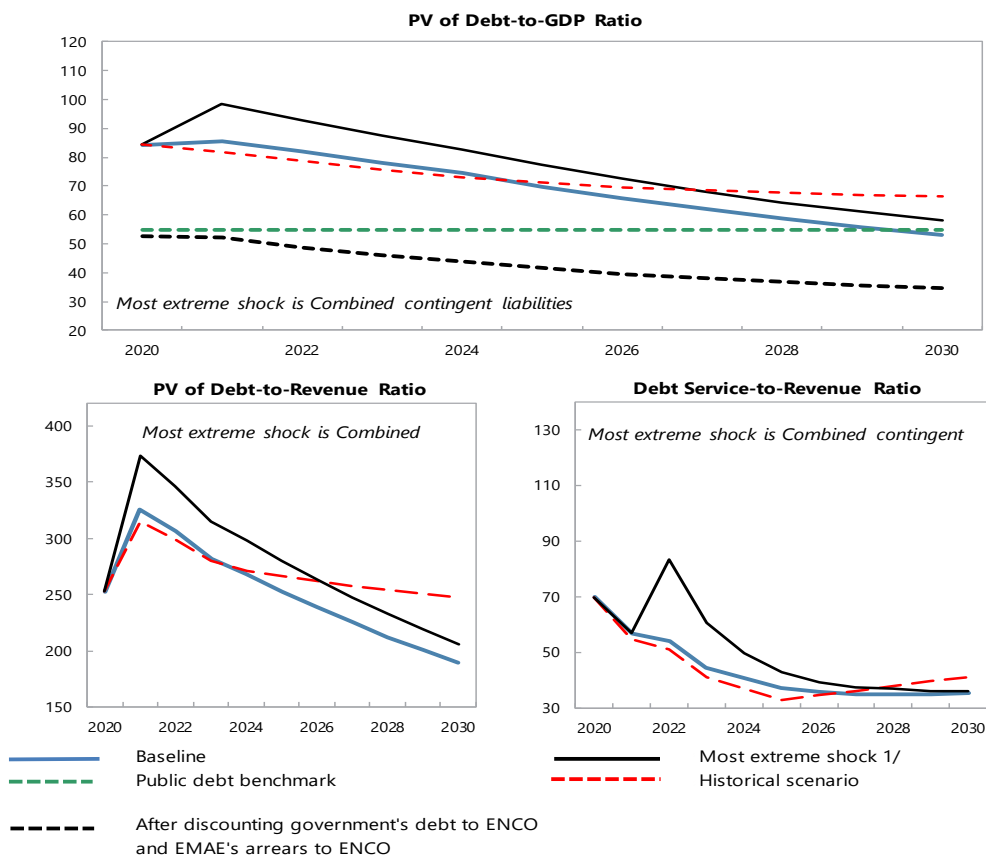 PV of Debt-to-GDP Ratio
120
110
100
90
80
70
60
50
40
30
20
Most extreme shock is Combined contingent liabilities
2020 2022 2024 2026 2028 2030
PV of Debt-to-Revenue Ratio
Most extreme shock is Combined
400
350
300
250
200
150
2020 2022 2024 2026 2028 2030
Debt Service-to-Revenue Ratio
Most extreme shock is Combined contingent
130
110
90
70
50
30
2020 2022 2024 2026 2028 2030
Baseline
Public debt benchmark
Most extreme shock 1/
Historical scenario
After discounting government's debt to ENCO
and EMAE's arrears to ENCO